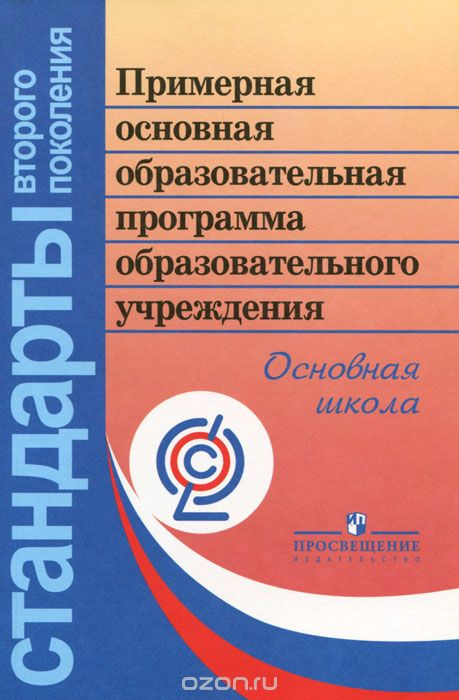 стандарты
второго
поколения
Примерная
основная
образовательная
программа
образовательного
учреждения
Основная
школа
С
ПРОСВЕЩЕНИЕ
ИЗДАТЕЛЬСТВО
ozon.ru